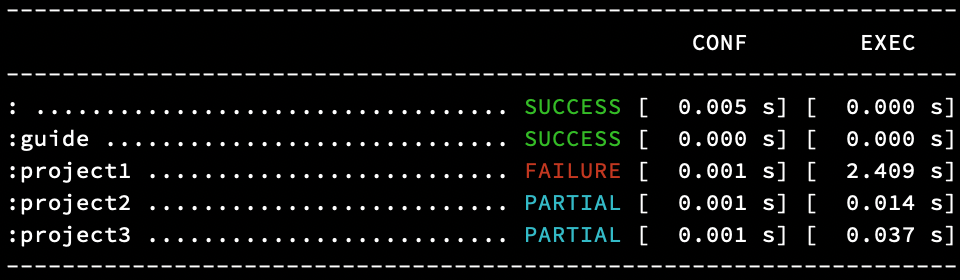 --------------------------------------------------------------------
                                                 CONF        EXEC
--------------------------------------------------------------------
: .................................. SUCCESS [  0.005 s] [  0.000 s]
:guide ............................. SUCCESS [  0.000 s] [  0.000 s]
:project1 .......................... FAILURE [  0.001 s] [  2.409 s]
:project2 .......................... PARTIAL [  0.001 s] [  0.014 s]
:project3 .......................... PARTIAL [  0.001 s] [  0.037 s]
--------------------------------------------------------------------